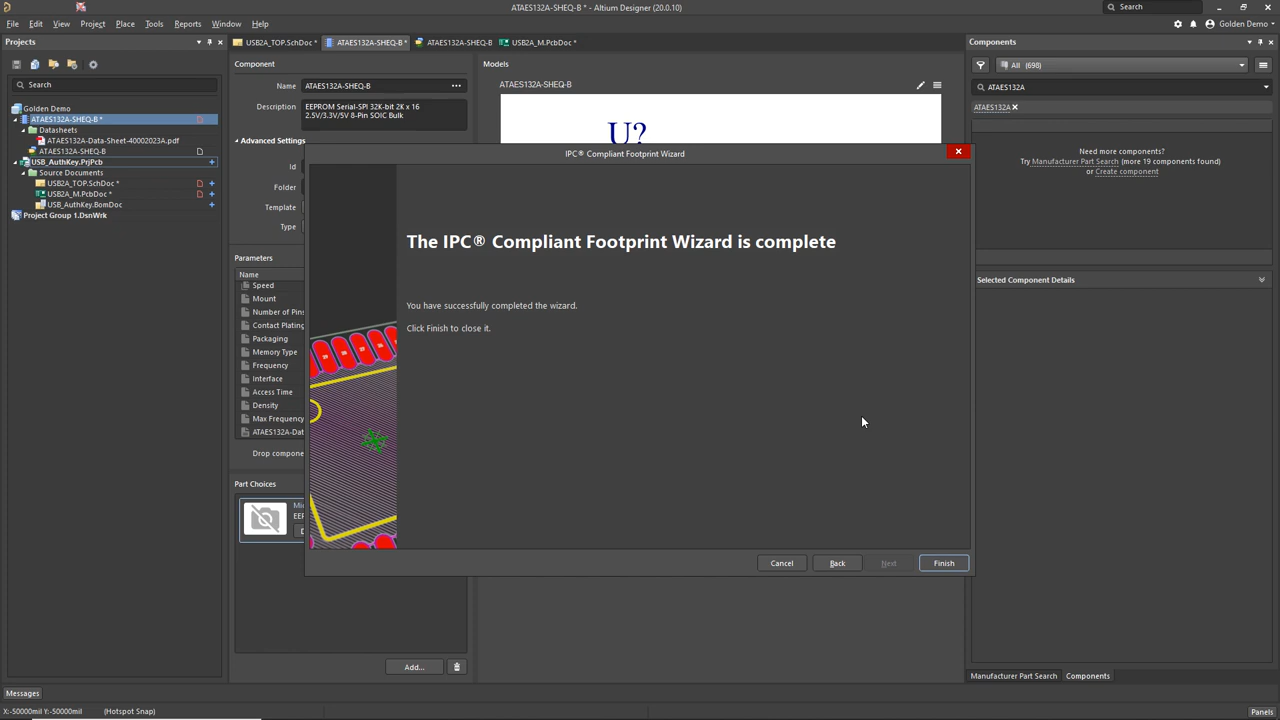 ATAES132A-SHEQ-B * - Altium Designer (20.0.10)
Search
File Edit View Project Place Tools Reports Window Help
Golden Demo
Projects
USB2A_TOP.SchDoc *
ATAES132A-SHEQ-B *
ATAES132A-SHEQ-B
USB2A_M.PcbDoc *
Components
Search
Golden Demo
ATAES132A-SHEQ-B *
Datasheets
ATAES132A-Data-Sheet-40002023A.pdf
ATAES132A-SHEQ-B
USB_AuthKey.PrjPcb
Source Documents
USB2A_TOP.SchDoc *
USB2A_M.PcbDoc *
USB_AuthKey.BomDoc
Project Group 1.DsnWrk
Component
Name ATAES132A-SHEQ-B
Description EEPROM Serial-SPI 32K-bit 2K x 16
2.5V/3.3V/5V 8-Pin SOIC Bulk
Advanced Settings
Id
Folder
Template
Type
Parameters
Name
Speed
Mount
Number of Pins
Contact Plating
Packaging
Memory Type
Frequency
Interface
Access Time
Density
Max Frequency
ATAES132A-Dat
Drop compone
Part Choices
Mi
EEP
Add...
Models
ATAES132A-SHEQ-B
U?
IPC® Compliant Footprint Wizard
The IPC® Compliant Footprint Wizard is complete
You have successfully completed the wizard.
Click Finish to close it.
Cancel Back Next Finish
All (698)
ATAES132A
ATAES132A
Need more components?
Try Manufacturer Part Search (more 19 components found)
or Create component
Selected Component Details
Manufacturer Part Search Components
Messages
X:-50000mil Y:-50000mil (Hotspot Snap)
Panels